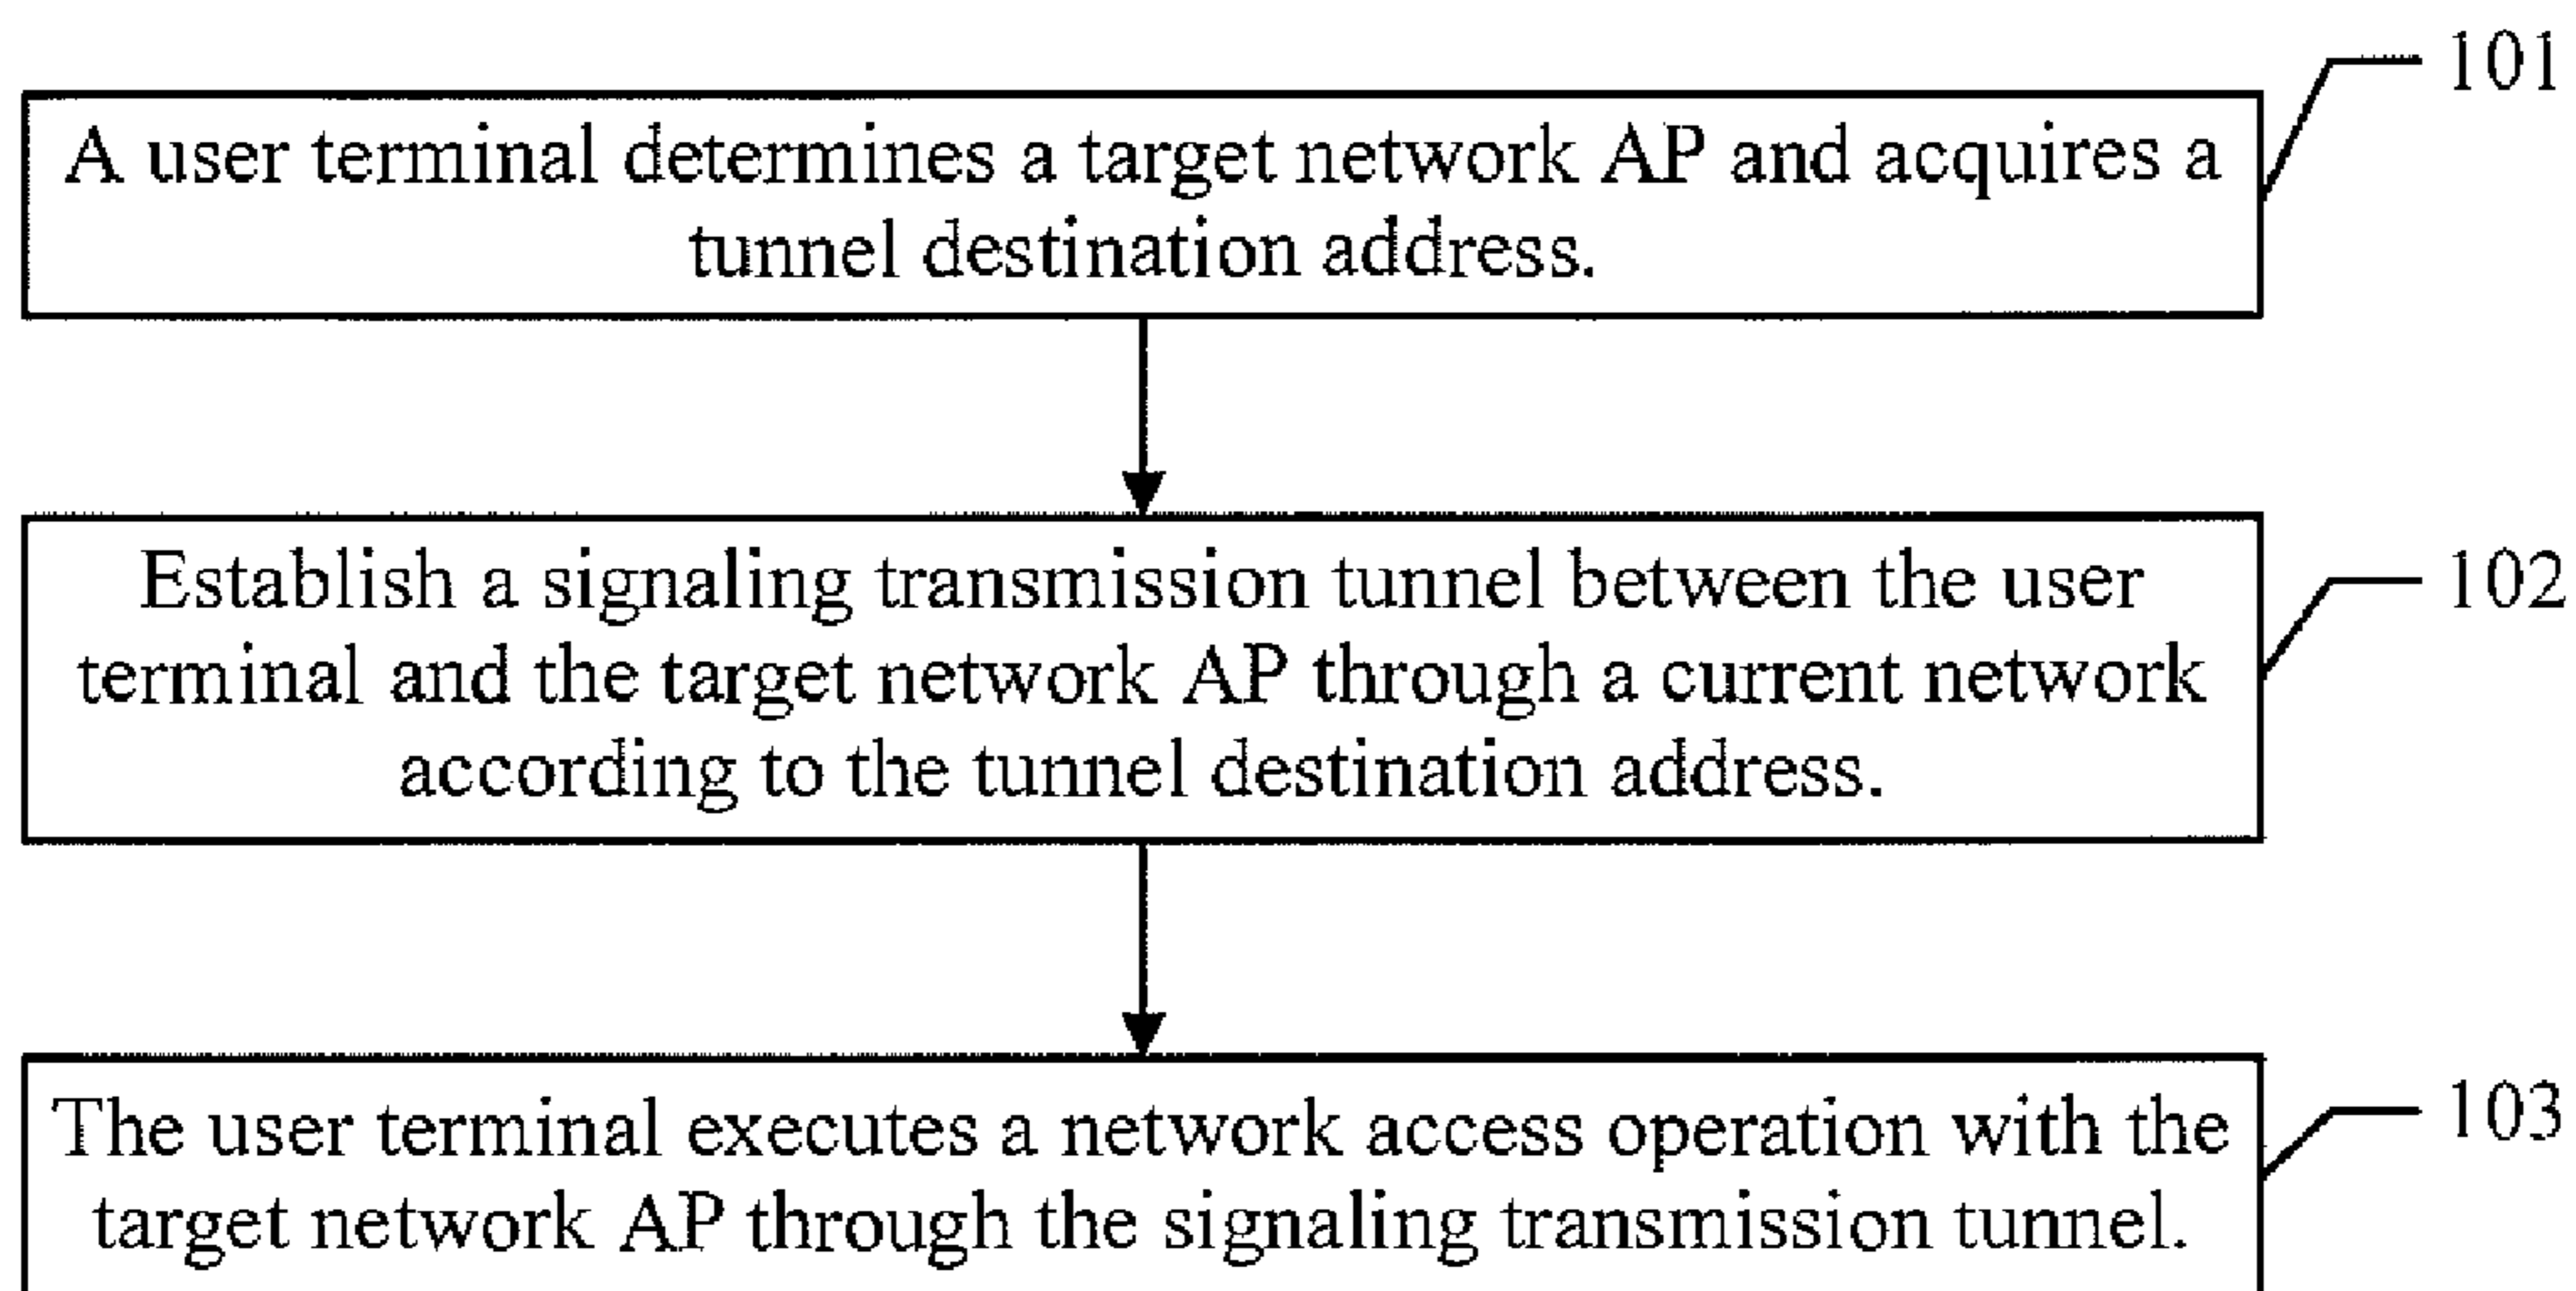 101
A user terminal determines a target network AP and acquires a
tunnel destination address.
102
Establish a signaling transmission tunnel between the user
terminal and the target network AP through a current network
according to the tunnel destination address.
103
The user terminal executes a network access operation with the
target network AP through the signaling transmission tunnel.